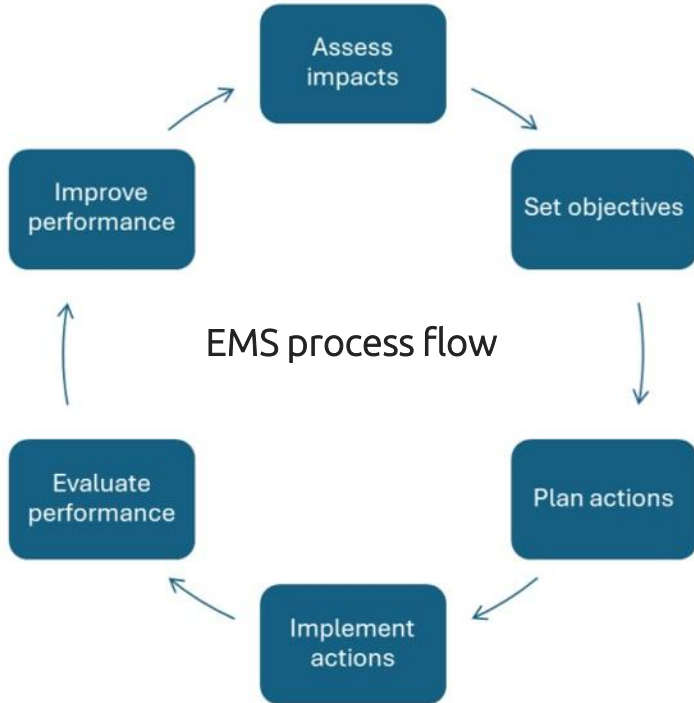 Assess
impacts
Set objectives
Plan actions
Implement
actions
Evaluate
performance
Improve
performance
EMS process flow